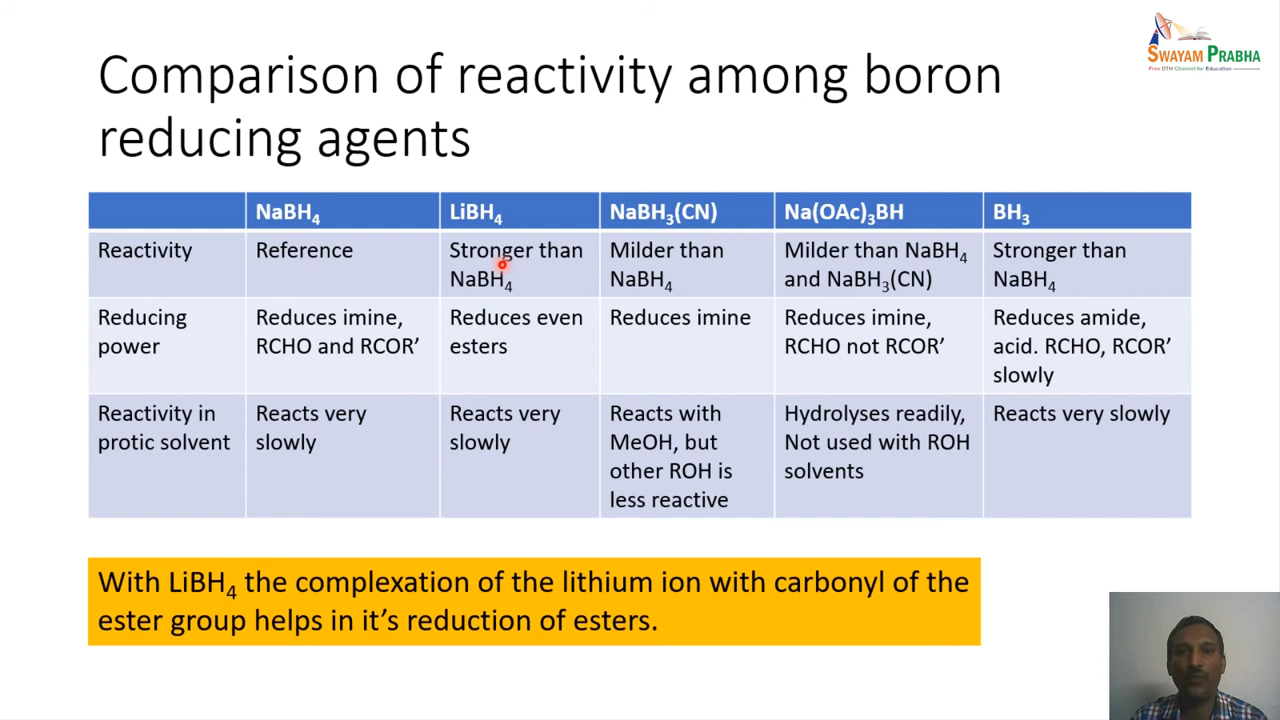 SWAYAM PRABHA
Free DTH Channel for Education
Comparison of reactivity among boron
reducing agents
NaBH₄ LiBH₄ NaBH₃(CN) Na(OAc)₃BH BH₃
Reactivity Reference Stronger than NaBH₄ Milder than NaBH₄ Milder than NaBH₄ and NaBH₃(CN) Stronger than NaBH₄
Reducing power Reduces imine, RCHO and RCOR’ Reduces even esters Reduces imine Reduces imine, RCHO not RCOR’ Reduces amide, acid. RCHO, RCOR’ slowly
Reactivity in protic solvent Reacts very slowly Reacts very slowly Reacts with MeOH, but other ROH is less reactive Hydrolyses readily, Not used with ROH solvents Reacts very slowly
With LiBH₄ the complexation of the lithium ion with carbonyl of the
ester group helps in it’s reduction of esters.